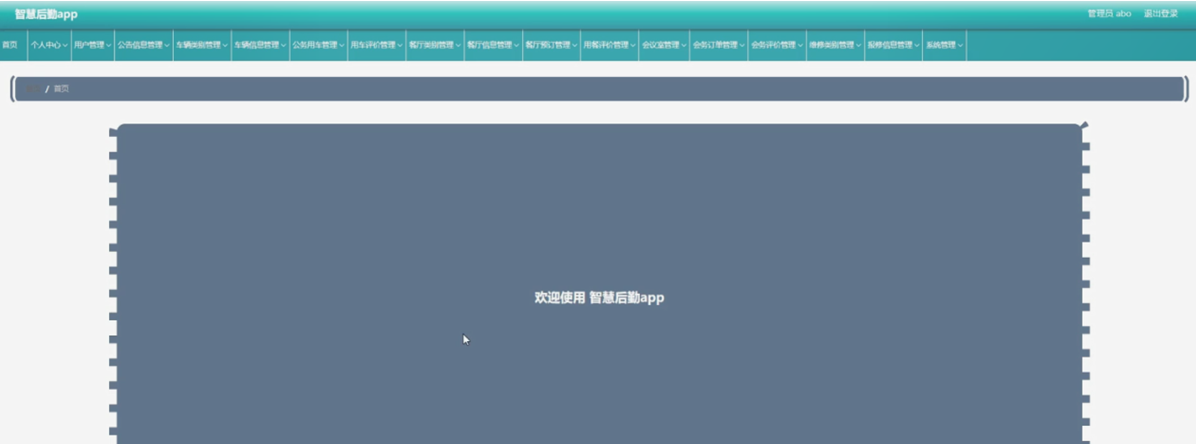 智慧后勤app
管理员 abo 退出登录
首页 个人中心 用户管理 公告信息管理 车辆类别管理 车辆信息管理 公务用车管理 用车评价管理 餐厅类别管理 餐厅信息管理 餐厅预订管理 用餐评价管理 会议室管理 会务订单管理 会务评价管理 维修类别管理 报修信息管理 系统管理
/ 首页
欢迎使用 智慧后勤app